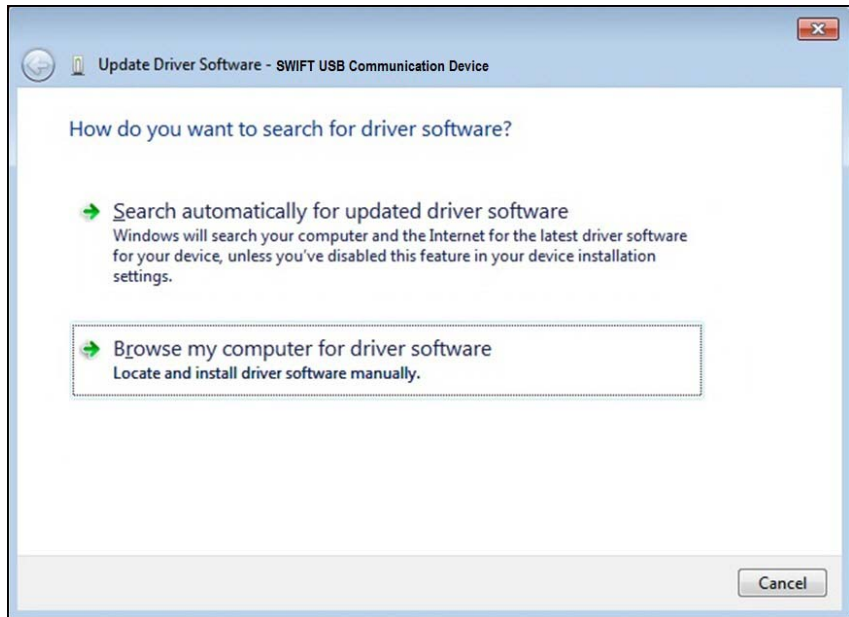 Update Driver Software - SWIFT USB Communication Device
How do you want to search for driver software?
Search automatically for updated driver software
Windows will search your computer and the Internet for the latest driver software
for your device, unless you've disabled this feature in your device installation
settings.
Browse my computer for driver software
Locate and install driver software manually.
Cancel